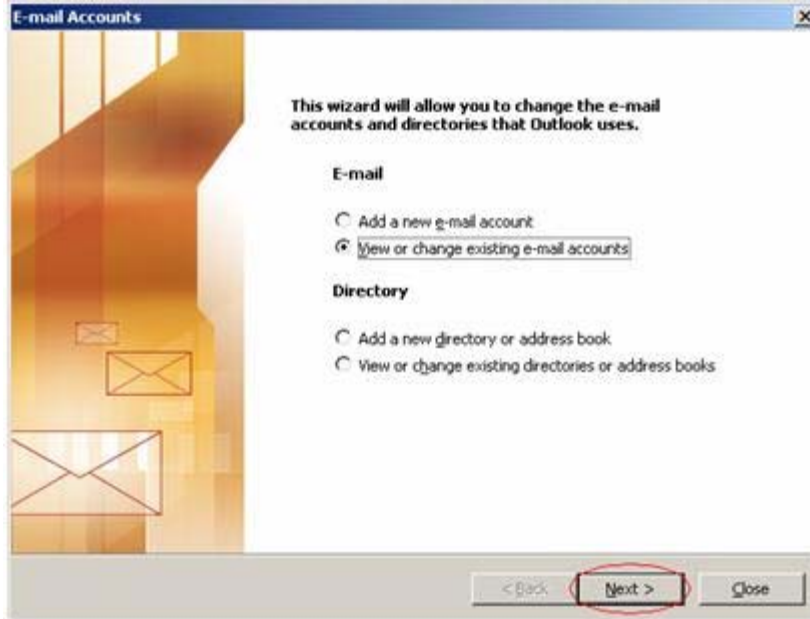 E-mail Accounts
This wizard will allow you to change the e-mail
accounts and directories that Outlook uses.
E-mail
Add a new e-mail account
View or change existing e-mail accounts
Directory
Add a new directory or address book
View or change existing directories or address books
< Back Next > Close